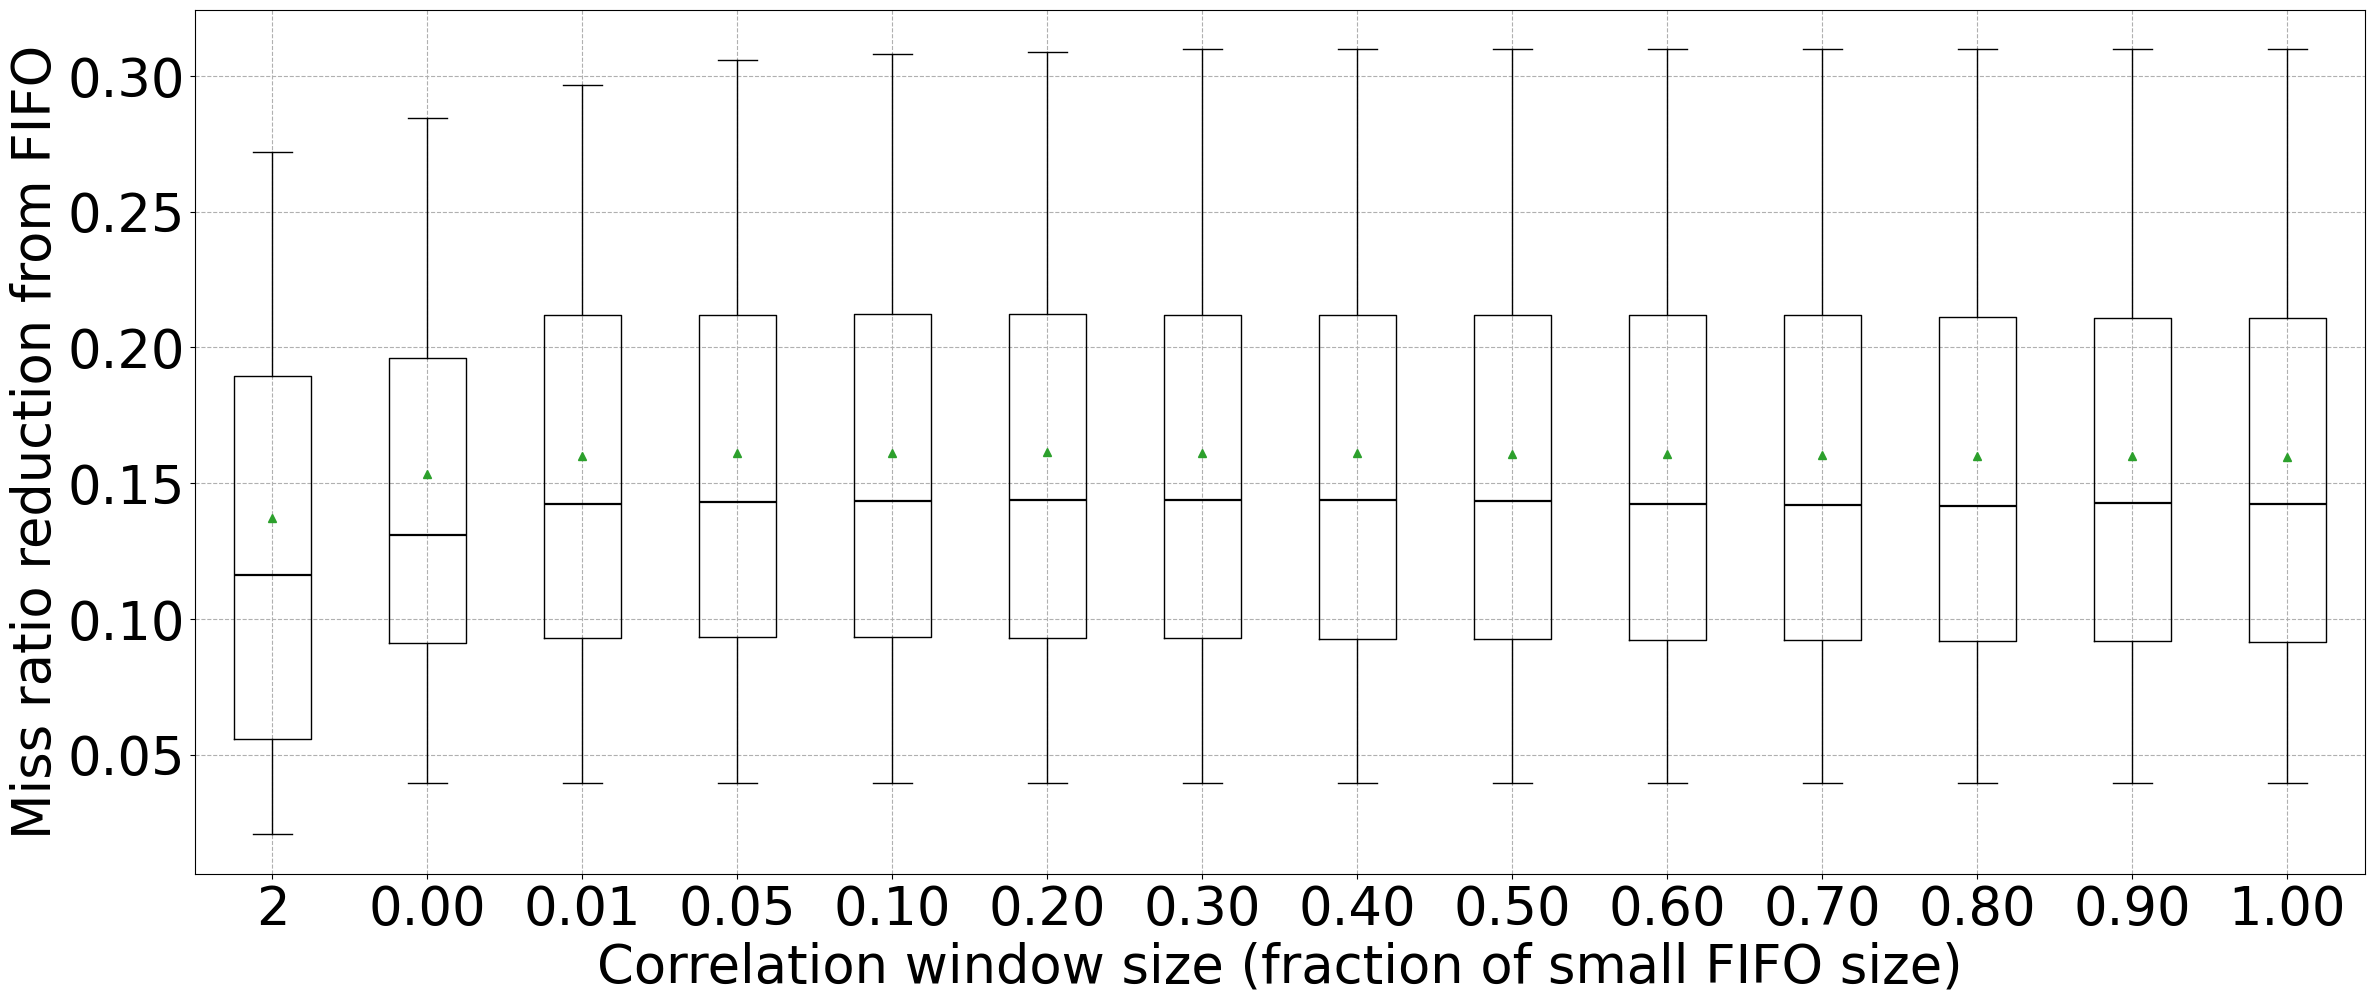 Miss ratio reduction from FIFO
0.30
0.25
0.20
0.15
0.10
0.05
2 0.00 0.01 0.05 0.10 0.20 0.30 0.40 0.50 0.60 0.70 0.80 0.90 1.00
Correlation window size (fraction of small FIFO size)